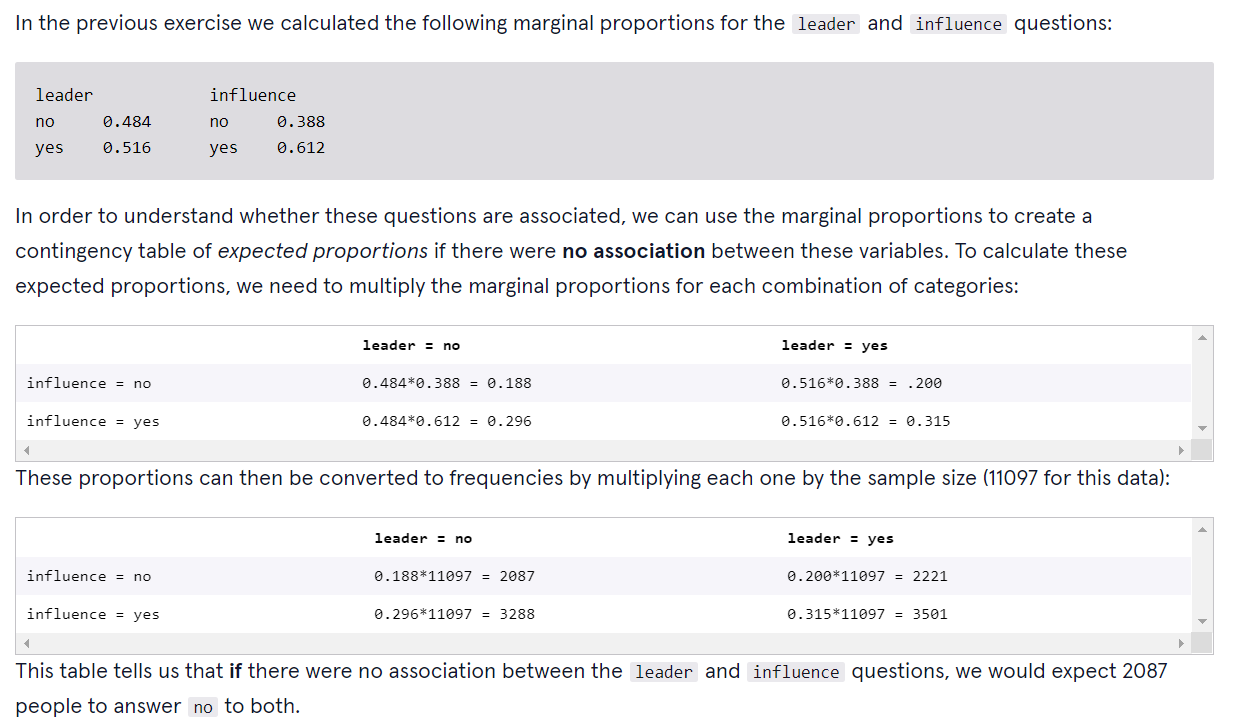 In the previous exercise we calculated the following marginal proportions for the leader and influence questions:
leader influence
no 0.484 no 0.388
yes 0.516 yes 0.612
In order to understand whether these questions are associated, we can use the marginal proportions to create a
contingency table of expected proportions if there were no association between these variables. To calculate these
expected proportions, we need to multiply the marginal proportions for each combination of categories:
leader = no leader = yes
influence = no 0.484*0.388 = 0.188 0.516*0.388 = .200
influence = yes 0.484*0.612 = 0.296 0.516*0.612 = 0.315
These proportions can then be converted to frequencies by multiplying each one by the sample size (11097 for this data):
leader = no leader = yes
influence = no 0.188*11097 = 2087 0.200*11097 = 2221
influence = yes 0.296*11097 = 3288 0.315*11097 = 3501
This table tells us that if there were no association between the leader and influence questions, we would expect 2087
people to answer no to both.